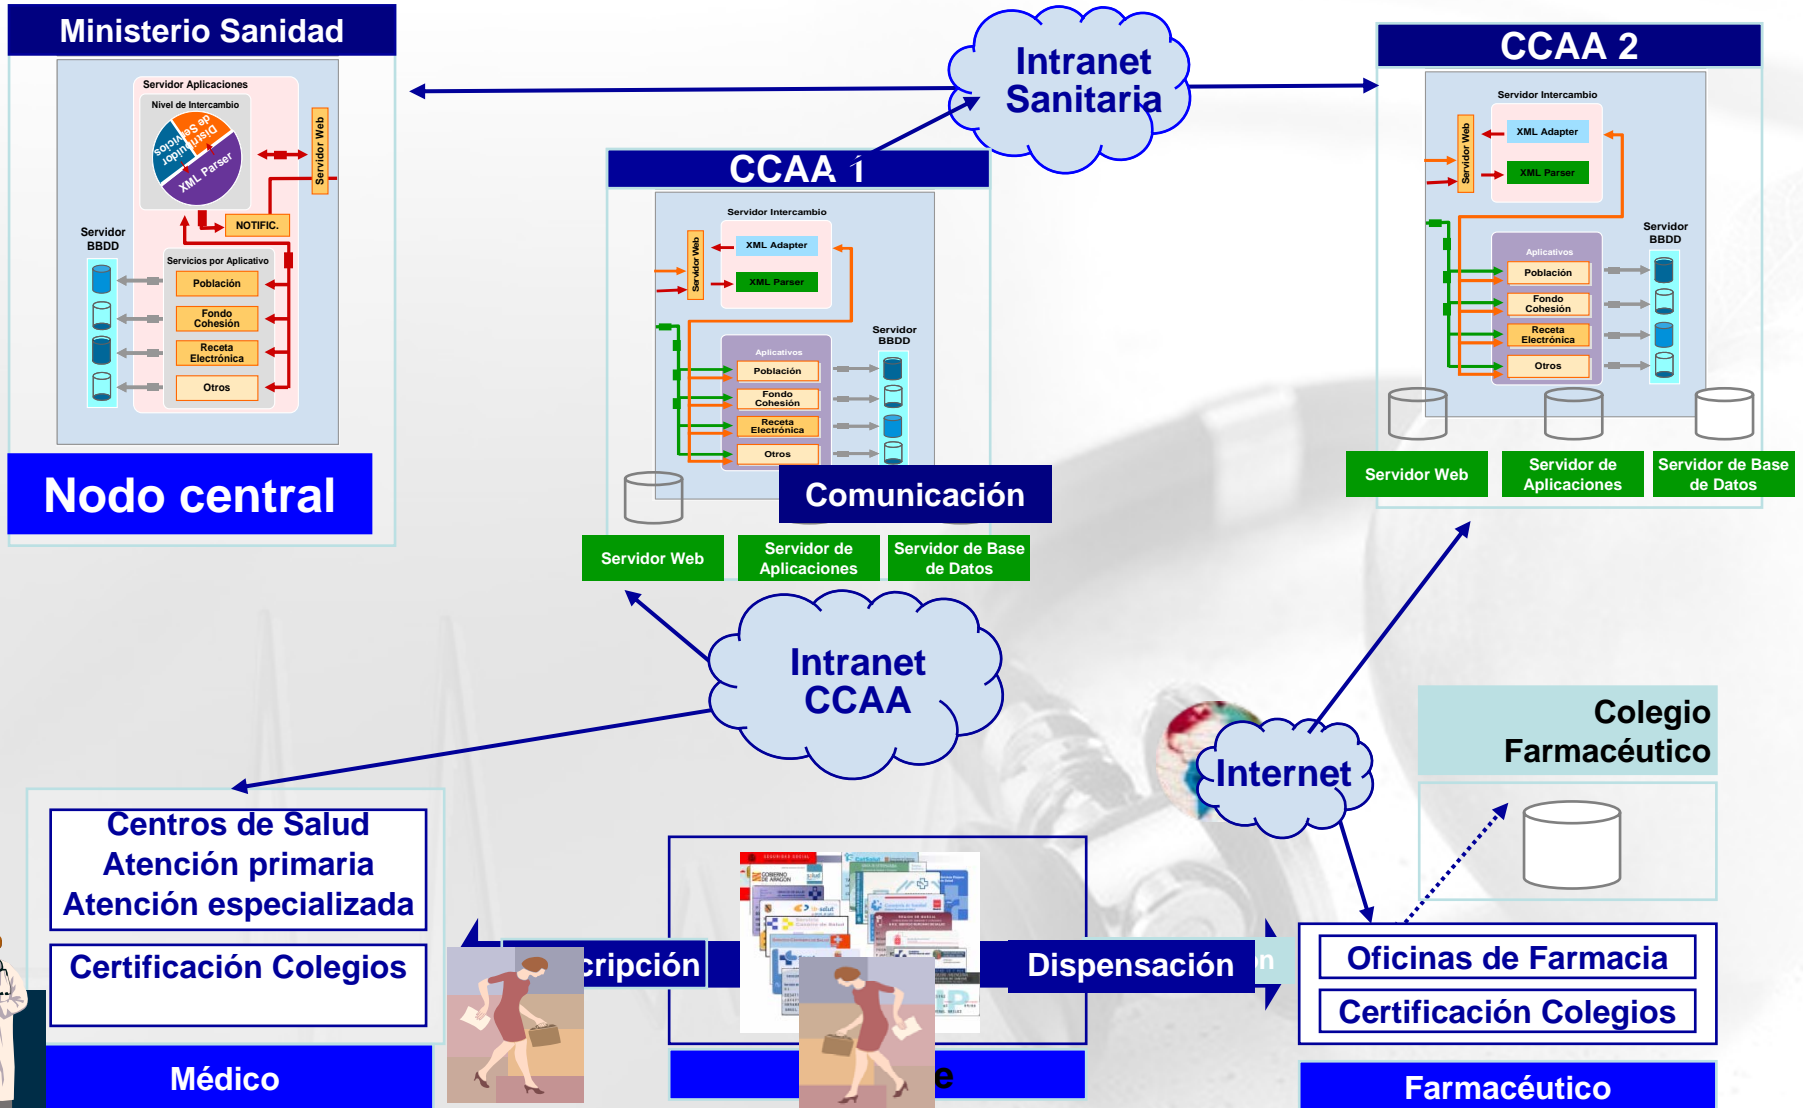 Ministerio Sanidad
Servidor Aplicaciones
Nivel de Intercambio
Distribuidor
de Servicios
XML Parser
Servidor Web
NOTIFIC.
Servidor
BBDD
Servicios por Aplicativo
Población
Fondo
Cohesión
Receta
Electrónica
Otros
Nodo central
Intranet
Sanitaria
CCAA 1
Servidor Intercambio
Servidor Web
XML Adapter
XML Parser
Servidor
BBDD
Aplicativos
Población
Fondo
Cohesión
Receta
Electrónica
Otros
Comunicación
Servidor Web
Servidor de
Aplicaciones
Servidor de Base
de Datos
CCAA 2
Servidor Intercambio
Servidor Web
XML Adapter
XML Parser
Servidor
BBDD
Aplicativos
Población
Fondo
Cohesión
Receta
Electrónica
Otros
Servidor Web
Servidor de
Aplicaciones
Servidor de Base
de Datos
Intranet
CCAA
Internet
Colegio
Farmacéutico
Centros de Salud
Atención primaria
Atención especializada
Certificación Colegios
Médico
cripción
GOBIERNO
DE ARAGON
Dispensación
Oficinas de Farmacia
Certificación Colegios
Farmacéutico